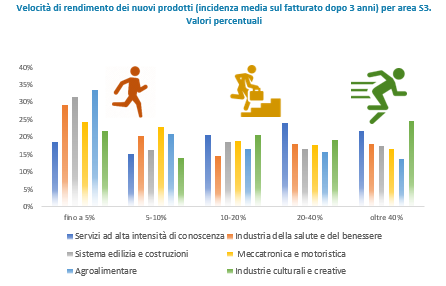 Velocità di rendimento dei nuovi prodotti (incidenza media sul fatturato dopo 3 anni) per area S3.
Valori percentuali
40%
35%
30%
25%
20%
15%
10%
5%
0%
fino a 5% 5-10% 10-20% 20-40% oltre 40%
Servizi ad alta intensità di conoscenza Industria della salute e del benessere
Sistema edilizia e costruzioni Meccatronica e motoristica
Agroalimentare Industrie culturali e creative